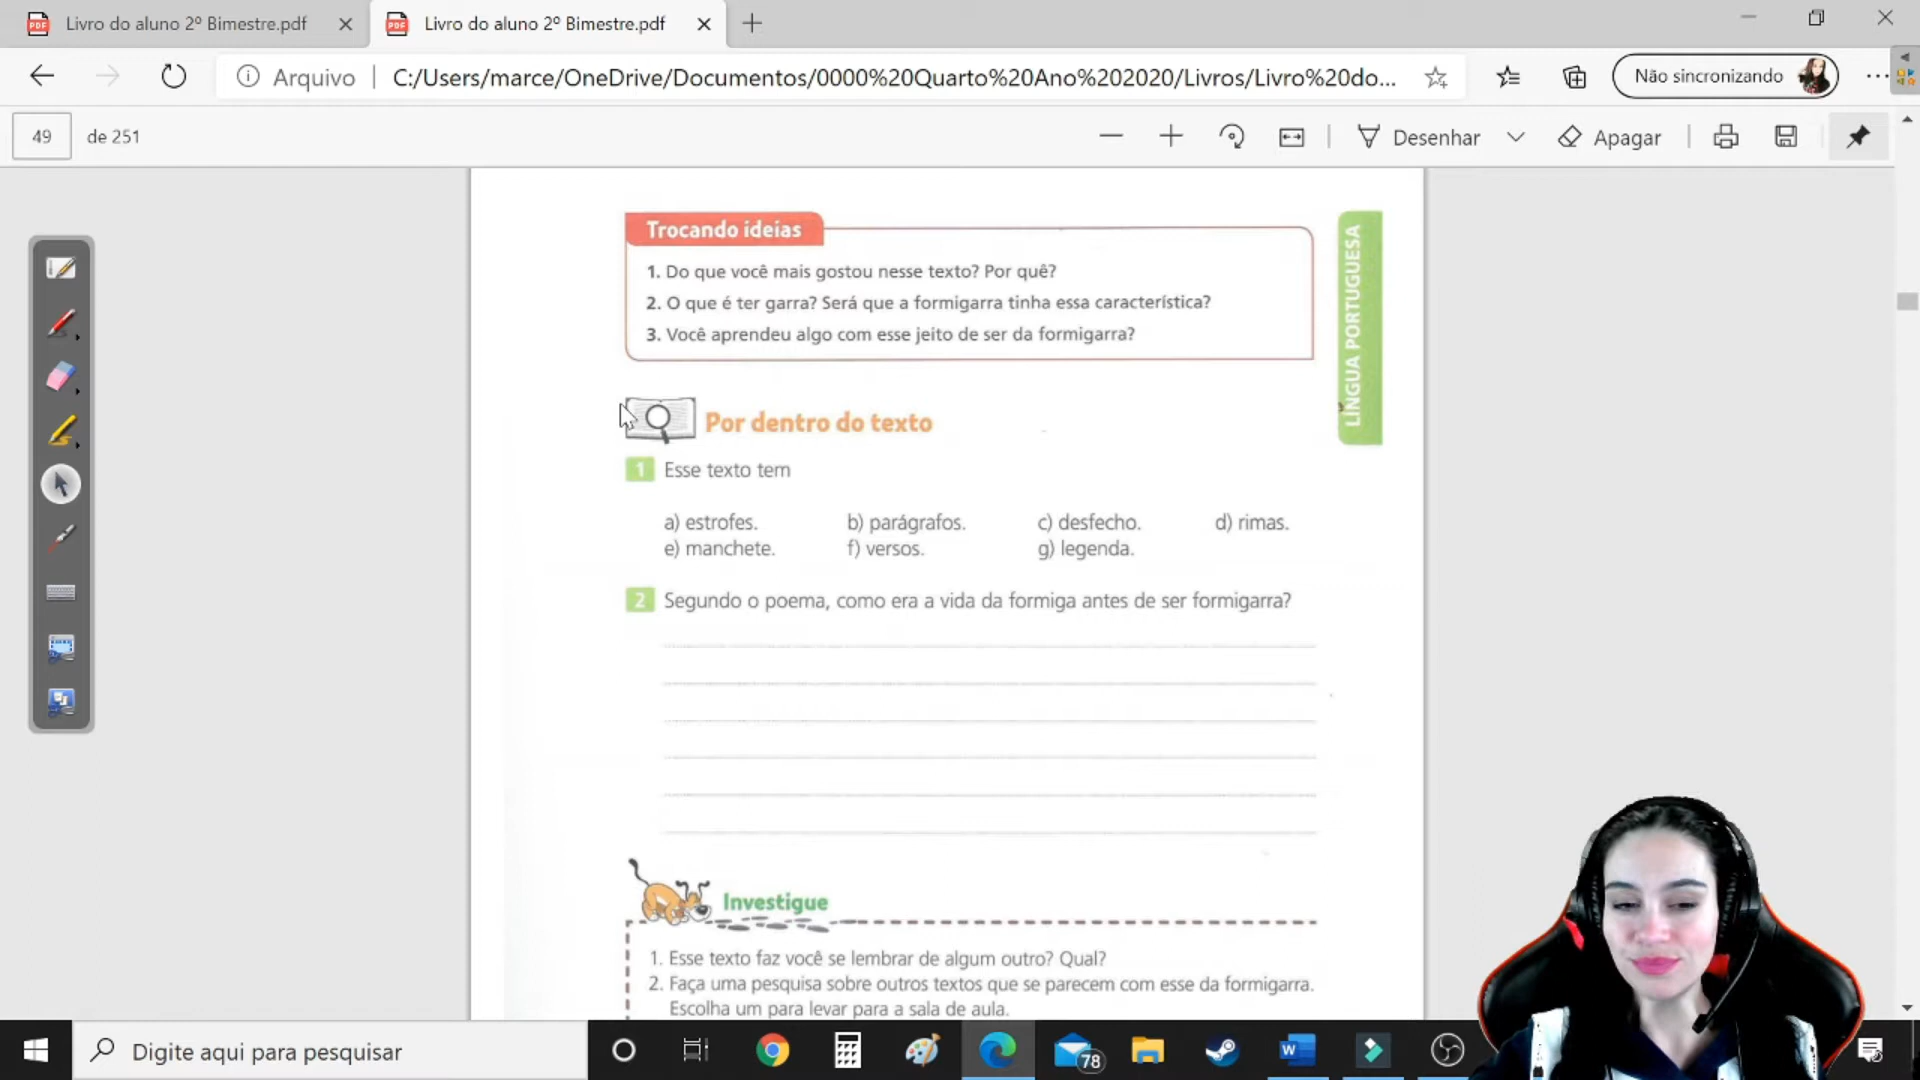 Livro do aluno 2º Bimestre.pdf
Livro do aluno 2º Bimestre.pdf
Arquivo
C:/Users/marce/OneDrive/Documentos/0000%20Quarto%20Ano%202020/Livros/Livro%20do...
Não sincronizando
49 de 251
Desenhar
Apagar
Trocando ideias
1. Do que você mais gostou nesse texto? Por quê?
2. O que é ter garra? Será que a formigarra tinha essa característica?
3. Você aprendeu algo com esse jeito de ser da formigarra?
LÍNGUA PORTUGUESA
Por dentro do texto
1 Esse texto tem
a) estrofes. b) parágrafos. c) desfecho. d) rimas.
e) manchete. f) versos. g) legenda.
2 Segundo o poema, como era a vida da formiga antes de ser formigarra?
Investigue
1. Esse texto faz você se lembrar de algum outro? Qual?
2. Faça uma pesquisa sobre outros textos que se parecem com esse da formigarra.
Escolha um para levar para a sala de aula.
Digite aqui para pesquisar
78